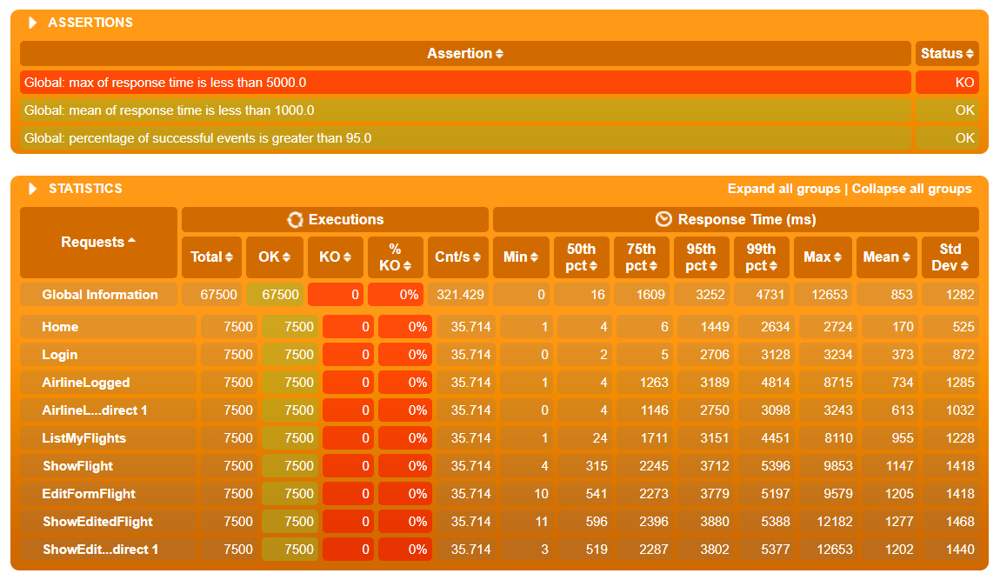 ASSERTIONS
Assertion Status
Global: max of response time is less than 5000.0 KO
Global: mean of response time is less than 1000.0 OK
Global: percentage of successful events is greater than 95.0 OK
STATISTICS Expand all groups | Collapse all groups
Requests Executions Response Time (ms)
Total OK KO % KO Cnt/s Min 50th pct 75th pct 95th pct 99th pct Max Mean Std Dev
Global Information 67500 67500 0 0% 321.429 0 16 1609 3252 4731 12653 853 1282
Home 7500 7500 0 0% 35.714 1 4 6 1449 2634 2724 170 525
Login 7500 7500 0 0% 35.714 0 2 5 2706 3128 3234 373 872
AirlineLogged 7500 7500 0 0% 35.714 1 4 1263 3189 4814 8715 734 1285
AirlineL...direct 1 7500 7500 0 0% 35.714 0 4 1146 2750 3098 3243 613 1032
ListMyFlights 7500 7500 0 0% 35.714 1 24 1711 3151 4451 8110 955 1228
ShowFlight 7500 7500 0 0% 35.714 4 315 2245 3712 5396 9853 1147 1418
EditFormFlight 7500 7500 0 0% 35.714 10 541 2273 3779 5197 9579 1205 1418
ShowEditedFlight 7500 7500 0 0% 35.714 11 596 2396 3880 5388 12182 1277 1468
ShowEdit...direct 1 7500 7500 0 0% 35.714 3 519 2287 3802 5377 12653 1202 1440